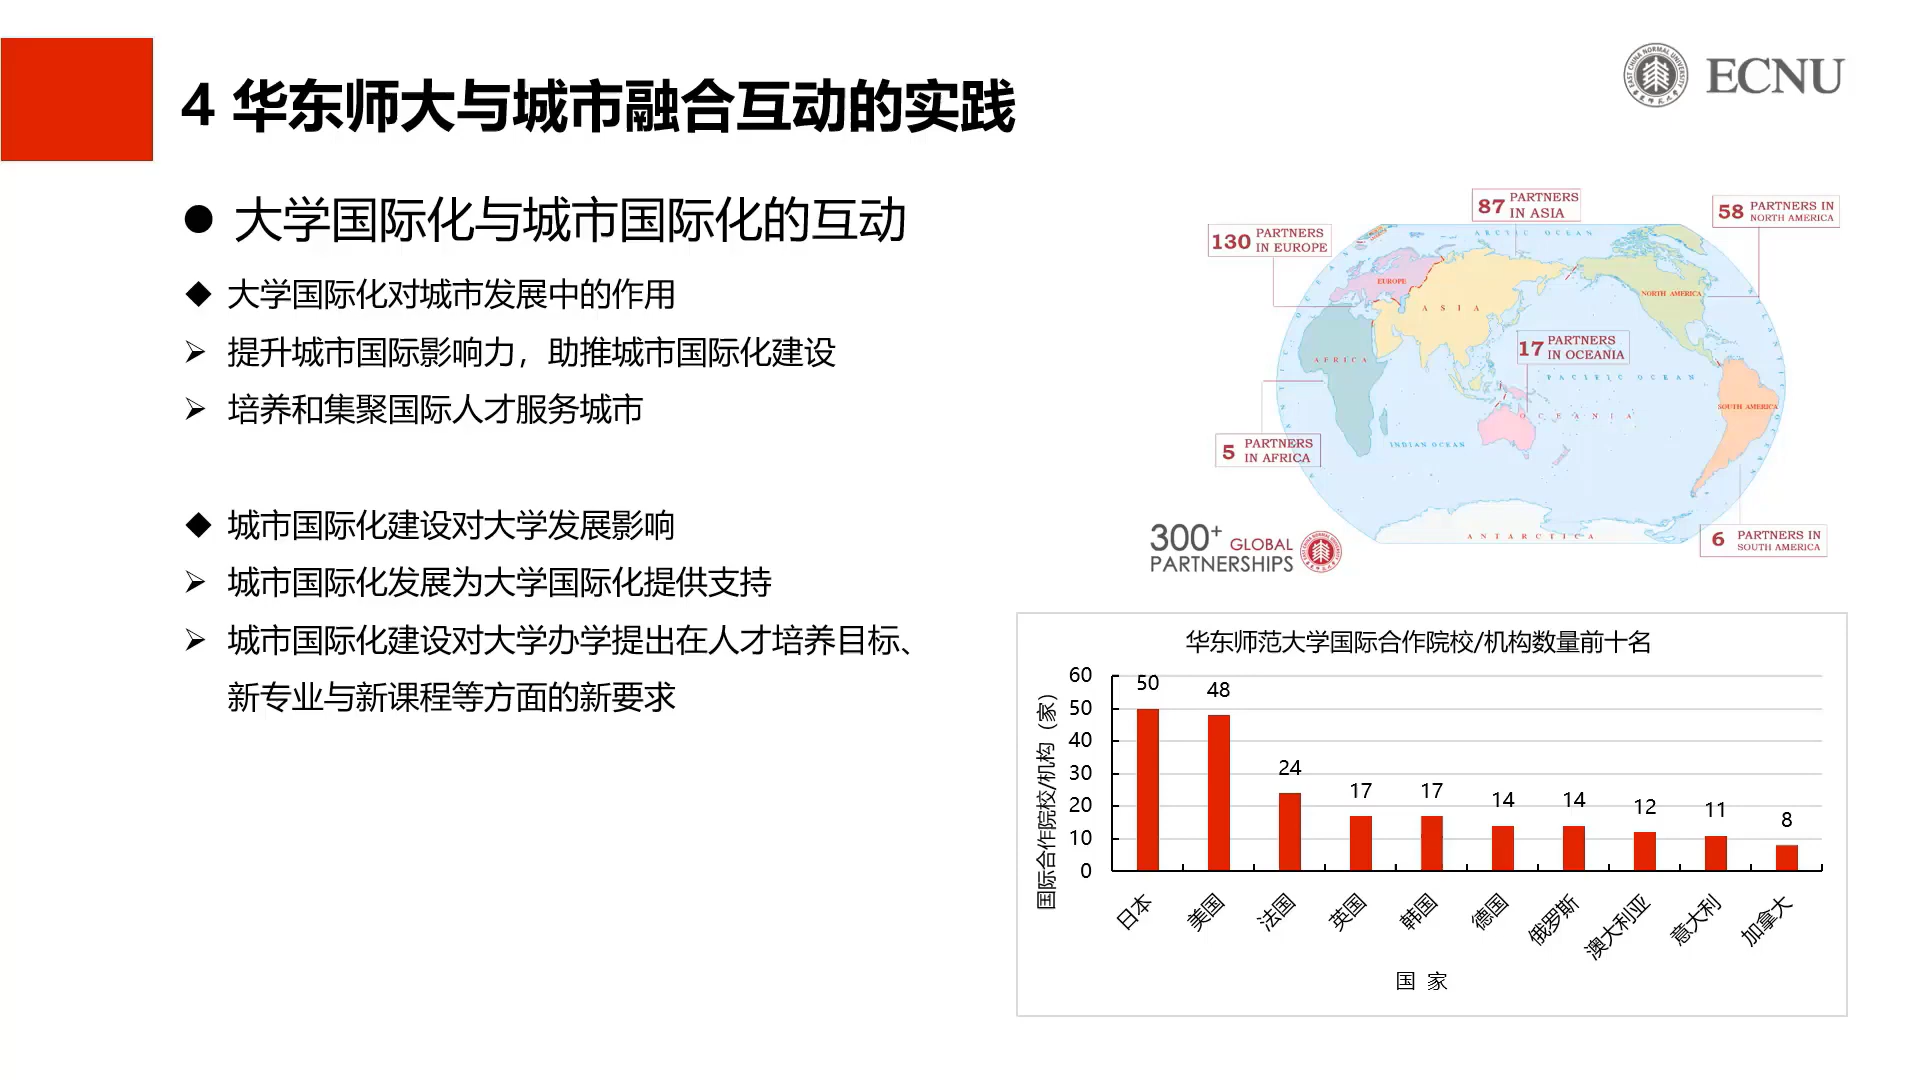 4 华东师大与城市融合互动的实践
ECNU
● 大学国际化与城市国际化的互动
◆ 大学国际化对城市发展中的作用
➢ 提升城市国际影响力，助推城市国际化建设
➢ 培养和集聚国际人才服务城市
◆ 城市国际化建设对大学发展影响
➢ 城市国际化发展为大学国际化提供支持
➢ 城市国际化建设对大学办学提出在人才培养目标、
新专业与新课程等方面的新要求
87 PARTNERS
IN ASIA
58 PARTNERS IN
NORTH AMERICA
130 PARTNERS
IN EUROPE
ARCTIC OCEAN
EUROPE
ASIA
NORTH AMERICA
17 PARTNERS
IN OCEANIA
AFRICA
PACIFIC OCEAN
SOUTH AMERICA
OCEANIA
INDIAN OCEAN
5 PARTNERS
IN AFRICA
ANTARCTICA
6 PARTNERS IN
SOUTH AMERICA
300+ GLOBAL
PARTNERSHIPS
华东师范大学国际合作院校/机构数量前十名
国际合作院校/机构（家）
60
50
40
30
20
10
0
50 48 24 17 17 14 14 12 11 8
日本 美国 法国 英国 韩国 德国 俄罗斯 澳大利亚 意大利 加拿大
国 家